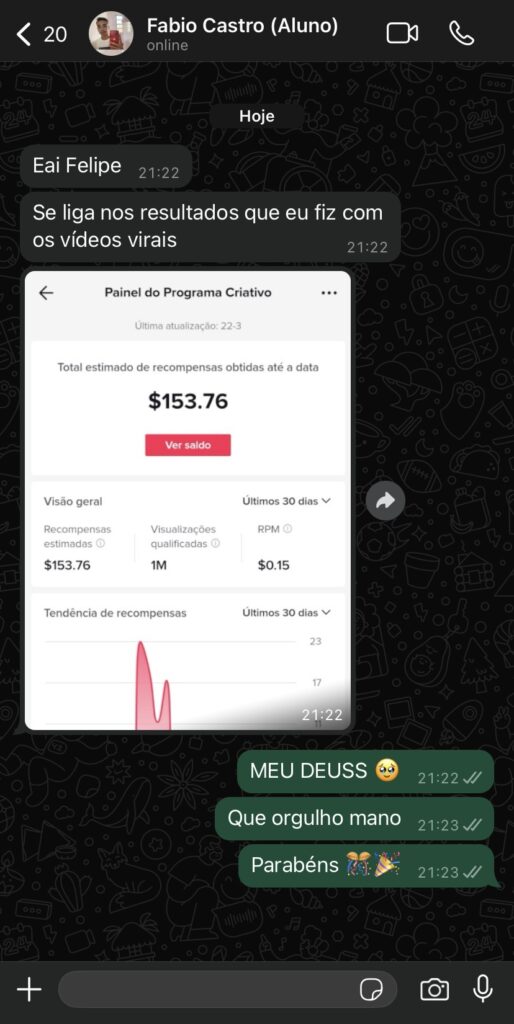 20
Fabio Castro (Aluno)
online
Hoje
Eai Felipe 21:22
Se liga nos resultados que eu fiz com
os vídeos virais 21:22
Painel do Programa Criativo
Última atualização: 22-3
Total estimado de recompensas obtidas até a data
$153.76
Ver saldo
Visão geral Últimos 30 dias
Recompensas estimadas
Visualizações qualificadas
RPM
$153.76 1M $0.15
Tendência de recompensas Últimos 30 dias
23
17
11
21:22
MEU DEUSS 🥹 21:22
Que orgulho mano 21:23
Parabéns 🎊🎉 21:23